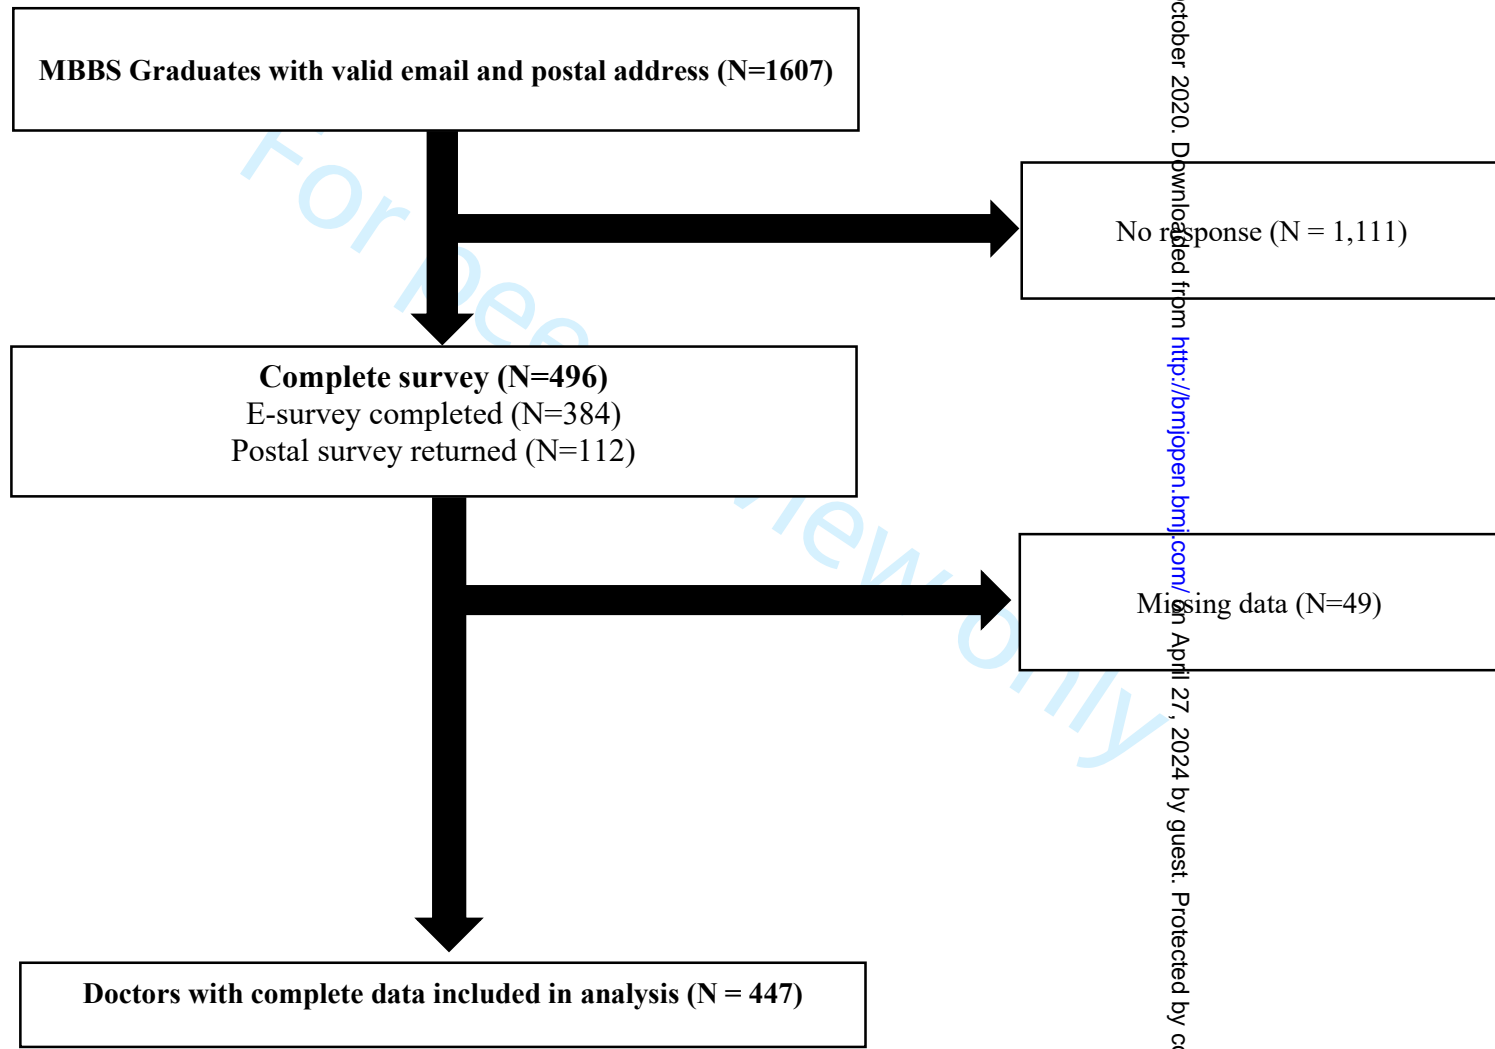 MBBS Graduates with valid email and postal address (N=1607)
No response (N = 1,111)
Complete survey (N=496)
E-survey completed (N=384)
Postal survey returned (N=112)
Missing data (N=49)
Doctors with complete data included in analysis (N = 447)
For peer review only
ctober 2020. Downloaded from http://bmjopen.bmj.com/ on April 27, 2024 by guest. Protected by co